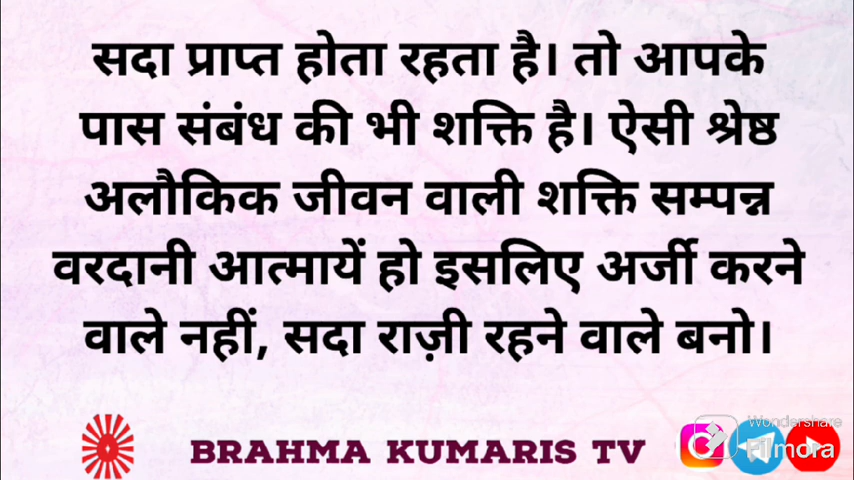 सदा प्राप्त होता रहता है। तो आपके
पास संबंध की भी शक्ति है। ऐसी श्रेष्ठ
अलौकिक जीवन वाली शक्ति सम्पन्न
वरदानी आत्मायें हो इसलिए अर्जी करने
वाले नहीं, सदा राज़ी रहने वाले बनो।
BRAHMA KUMARIS TV
Wondershare
Filmora